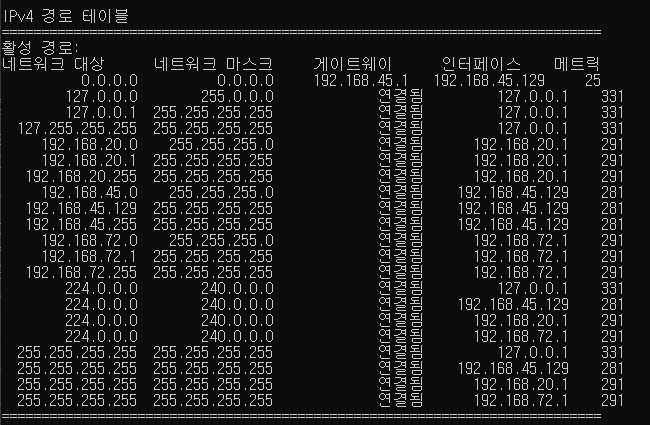 IPv4 경로 테이블
===========================================================================
활성 경로:
네트워크 대상 네트워크 마스크 게이트웨이 인터페이스 메트릭
0.0.0.0 0.0.0.0 192.168.45.1 192.168.45.129 25
127.0.0.0 255.0.0.0 연결됨 127.0.0.1 331
127.0.0.1 255.255.255.255 연결됨 127.0.0.1 331
127.255.255.255 255.255.255.255 연결됨 127.0.0.1 331
192.168.20.0 255.255.255.0 연결됨 192.168.20.1 291
192.168.20.1 255.255.255.255 연결됨 192.168.20.1 291
192.168.20.255 255.255.255.255 연결됨 192.168.20.1 291
192.168.45.0 255.255.255.0 연결됨 192.168.45.129 281
192.168.45.129 255.255.255.255 연결됨 192.168.45.129 281
192.168.45.255 255.255.255.255 연결됨 192.168.45.129 281
192.168.72.0 255.255.255.0 연결됨 192.168.72.1 291
192.168.72.1 255.255.255.255 연결됨 192.168.72.1 291
192.168.72.255 255.255.255.255 연결됨 192.168.72.1 291
224.0.0.0 240.0.0.0 연결됨 127.0.0.1 331
224.0.0.0 240.0.0.0 연결됨 192.168.45.129 281
224.0.0.0 240.0.0.0 연결됨 192.168.20.1 291
224.0.0.0 240.0.0.0 연결됨 192.168.72.1 291
255.255.255.255 255.255.255.255 연결됨 127.0.0.1 331
255.255.255.255 255.255.255.255 연결됨 192.168.45.129 281
255.255.255.255 255.255.255.255 연결됨 192.168.20.1 291
255.255.255.255 255.255.255.255 연결됨 192.168.72.1 291
===========================================================================